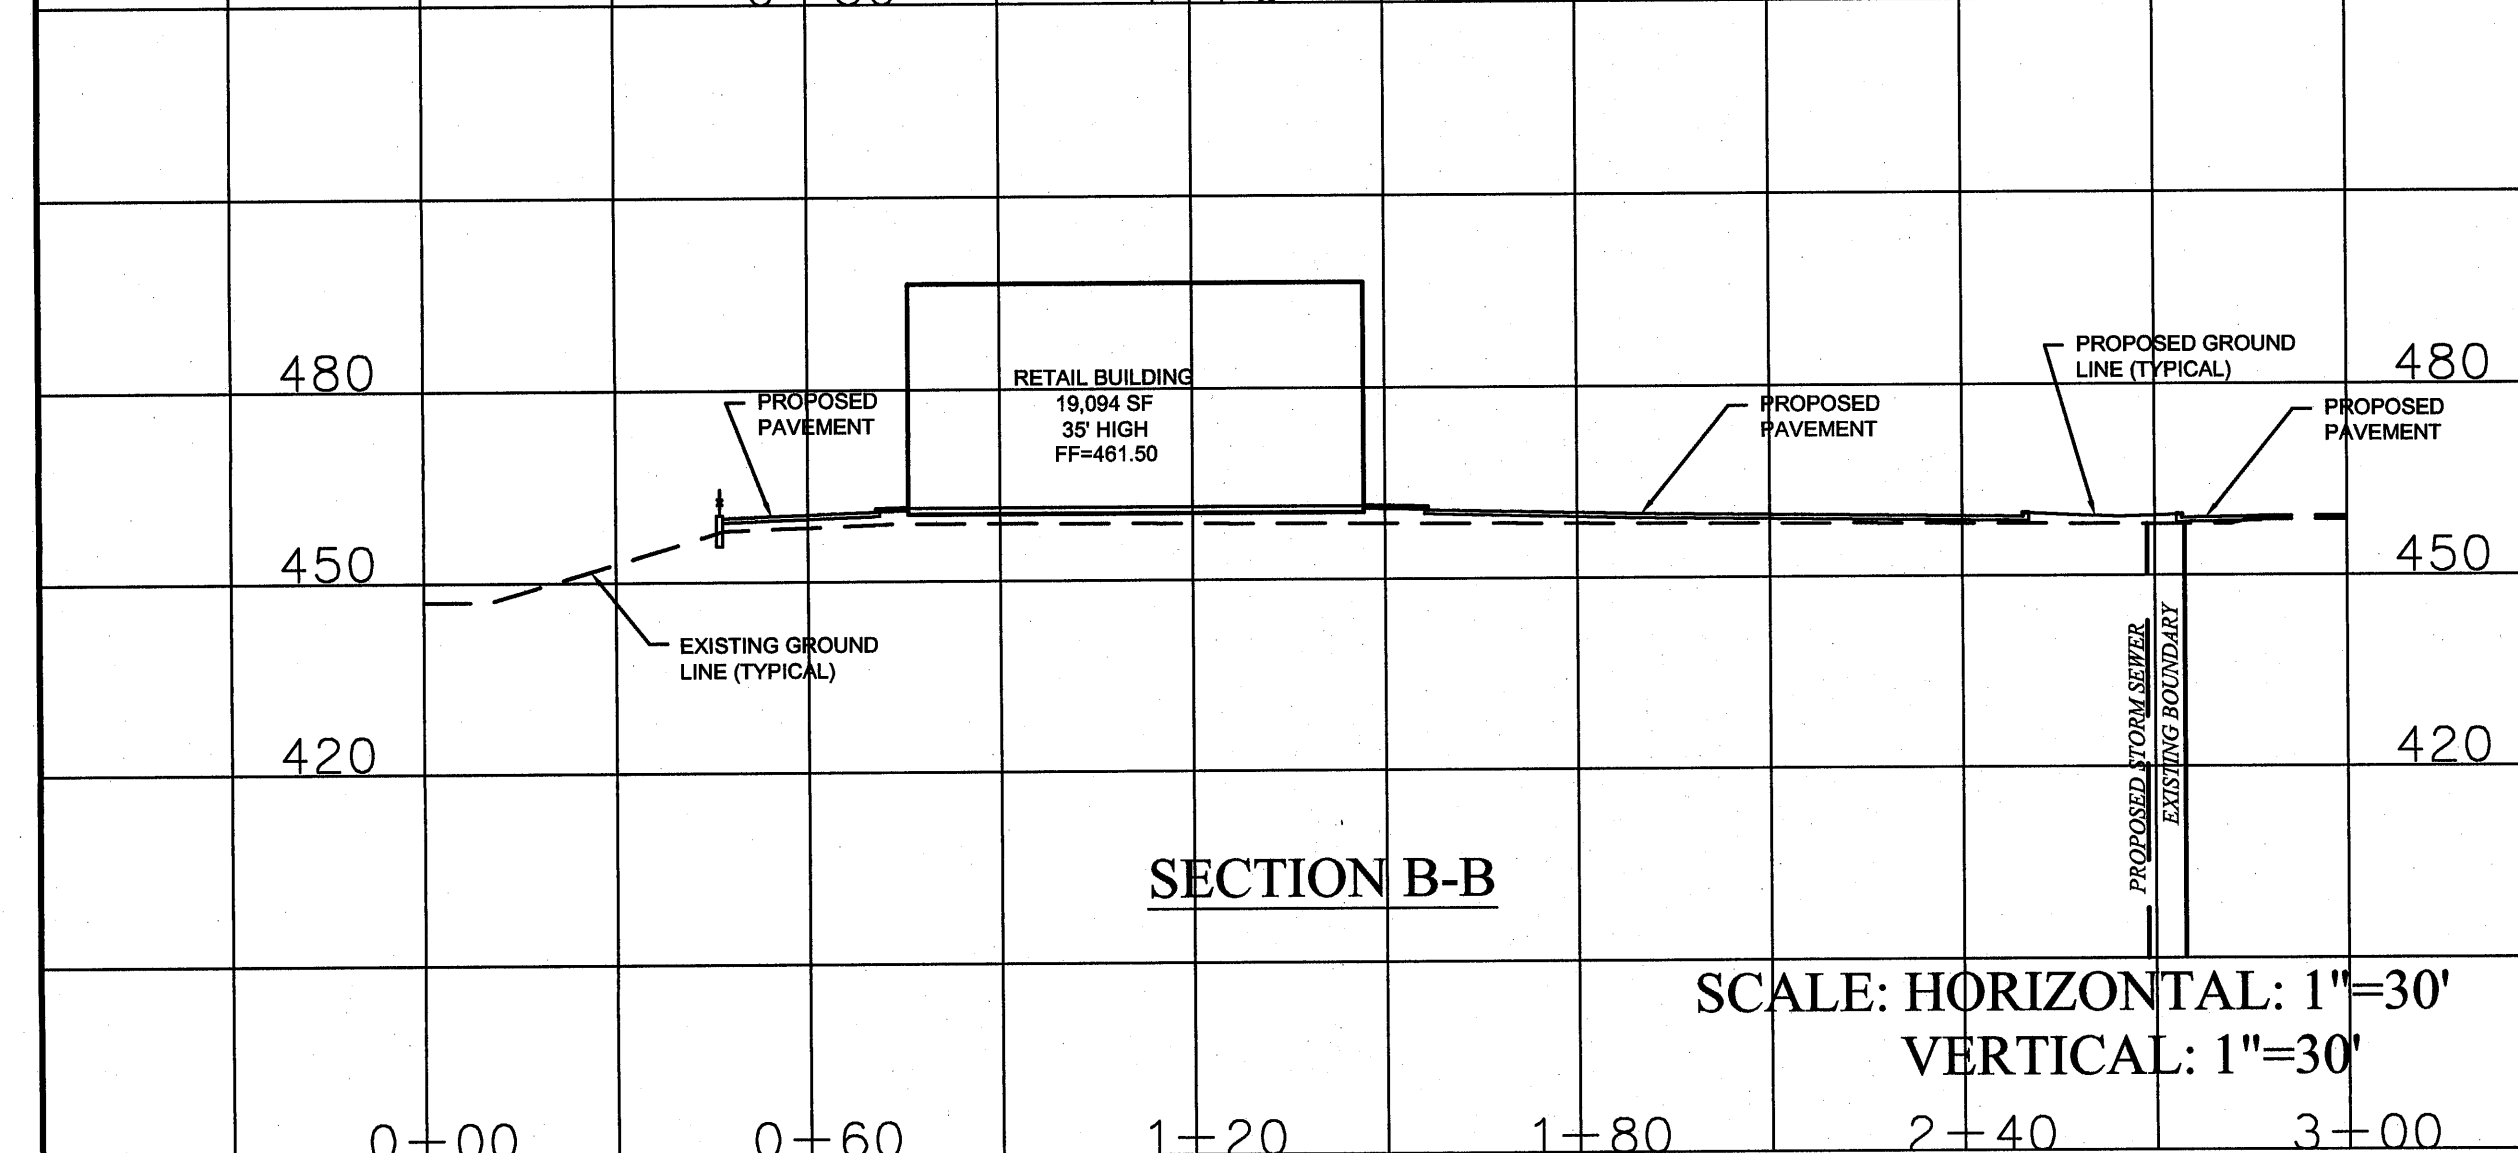 480
480
RETAIL BUILDING
19,094 SF
35' HIGH
FF=461.50
PROPOSED
PAVEMENT
PROPOSED
PAVEMENT
PROPOSED GROUND
LINE (TYPICAL)
PROPOSED
PAVEMENT
450
450
EXISTING GROUND
LINE (TYPICAL)
420
420
PROPOSED STORM SEWER
EXISTING BOUNDARY
SECTION B-B
SCALE: HORIZONTAL: 1"=30'
VERTICAL: 1"=30'
0+00
0+60
1+20
1+80
2+40
3+00